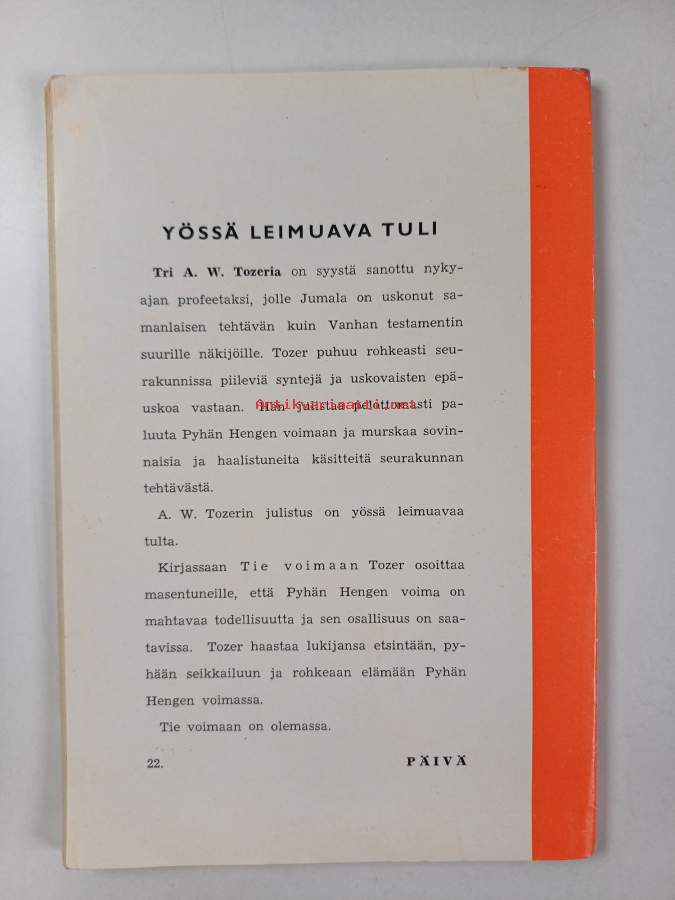 YÖSSÄ LEIMUAVA TULI
Tri A. W. Tozeria on syystä sanottu nyky-
ajan profeetaksi, jolle Jumala on uskonut sa-
manlaisen tehtävän kuin Vanhan testamentin
suurille näkijöille. Tozer puhuu rohkeasti seu-
rakunnissa piileviä syntejä ja uskovaisten epä-
uskoa vastaan. Hän julistaa pelottomasti pa-
Antikvariaatti.net
luuta Pyhän Hengen voimaan ja murskaa sovin-
naisia ja haalistuneita käsitteitä seurakunnan
tehtävästä.
A. W. Tozerin julistus on yössä leimuavaa
tulta.
Kirjassaan Tie voimaan Tozer osoittaa
masentuneille, että Pyhän Hengen voima on
mahtavaa todellisuutta ja sen osallisuus on saa-
tavissa. Tozer haastaa lukijansa etsintään, py-
hään seikkailuun ja rohkeaan elämään Pyhän
Hengen voimassa.
Tie voimaan on olemassa.
22. PÄIVÄ